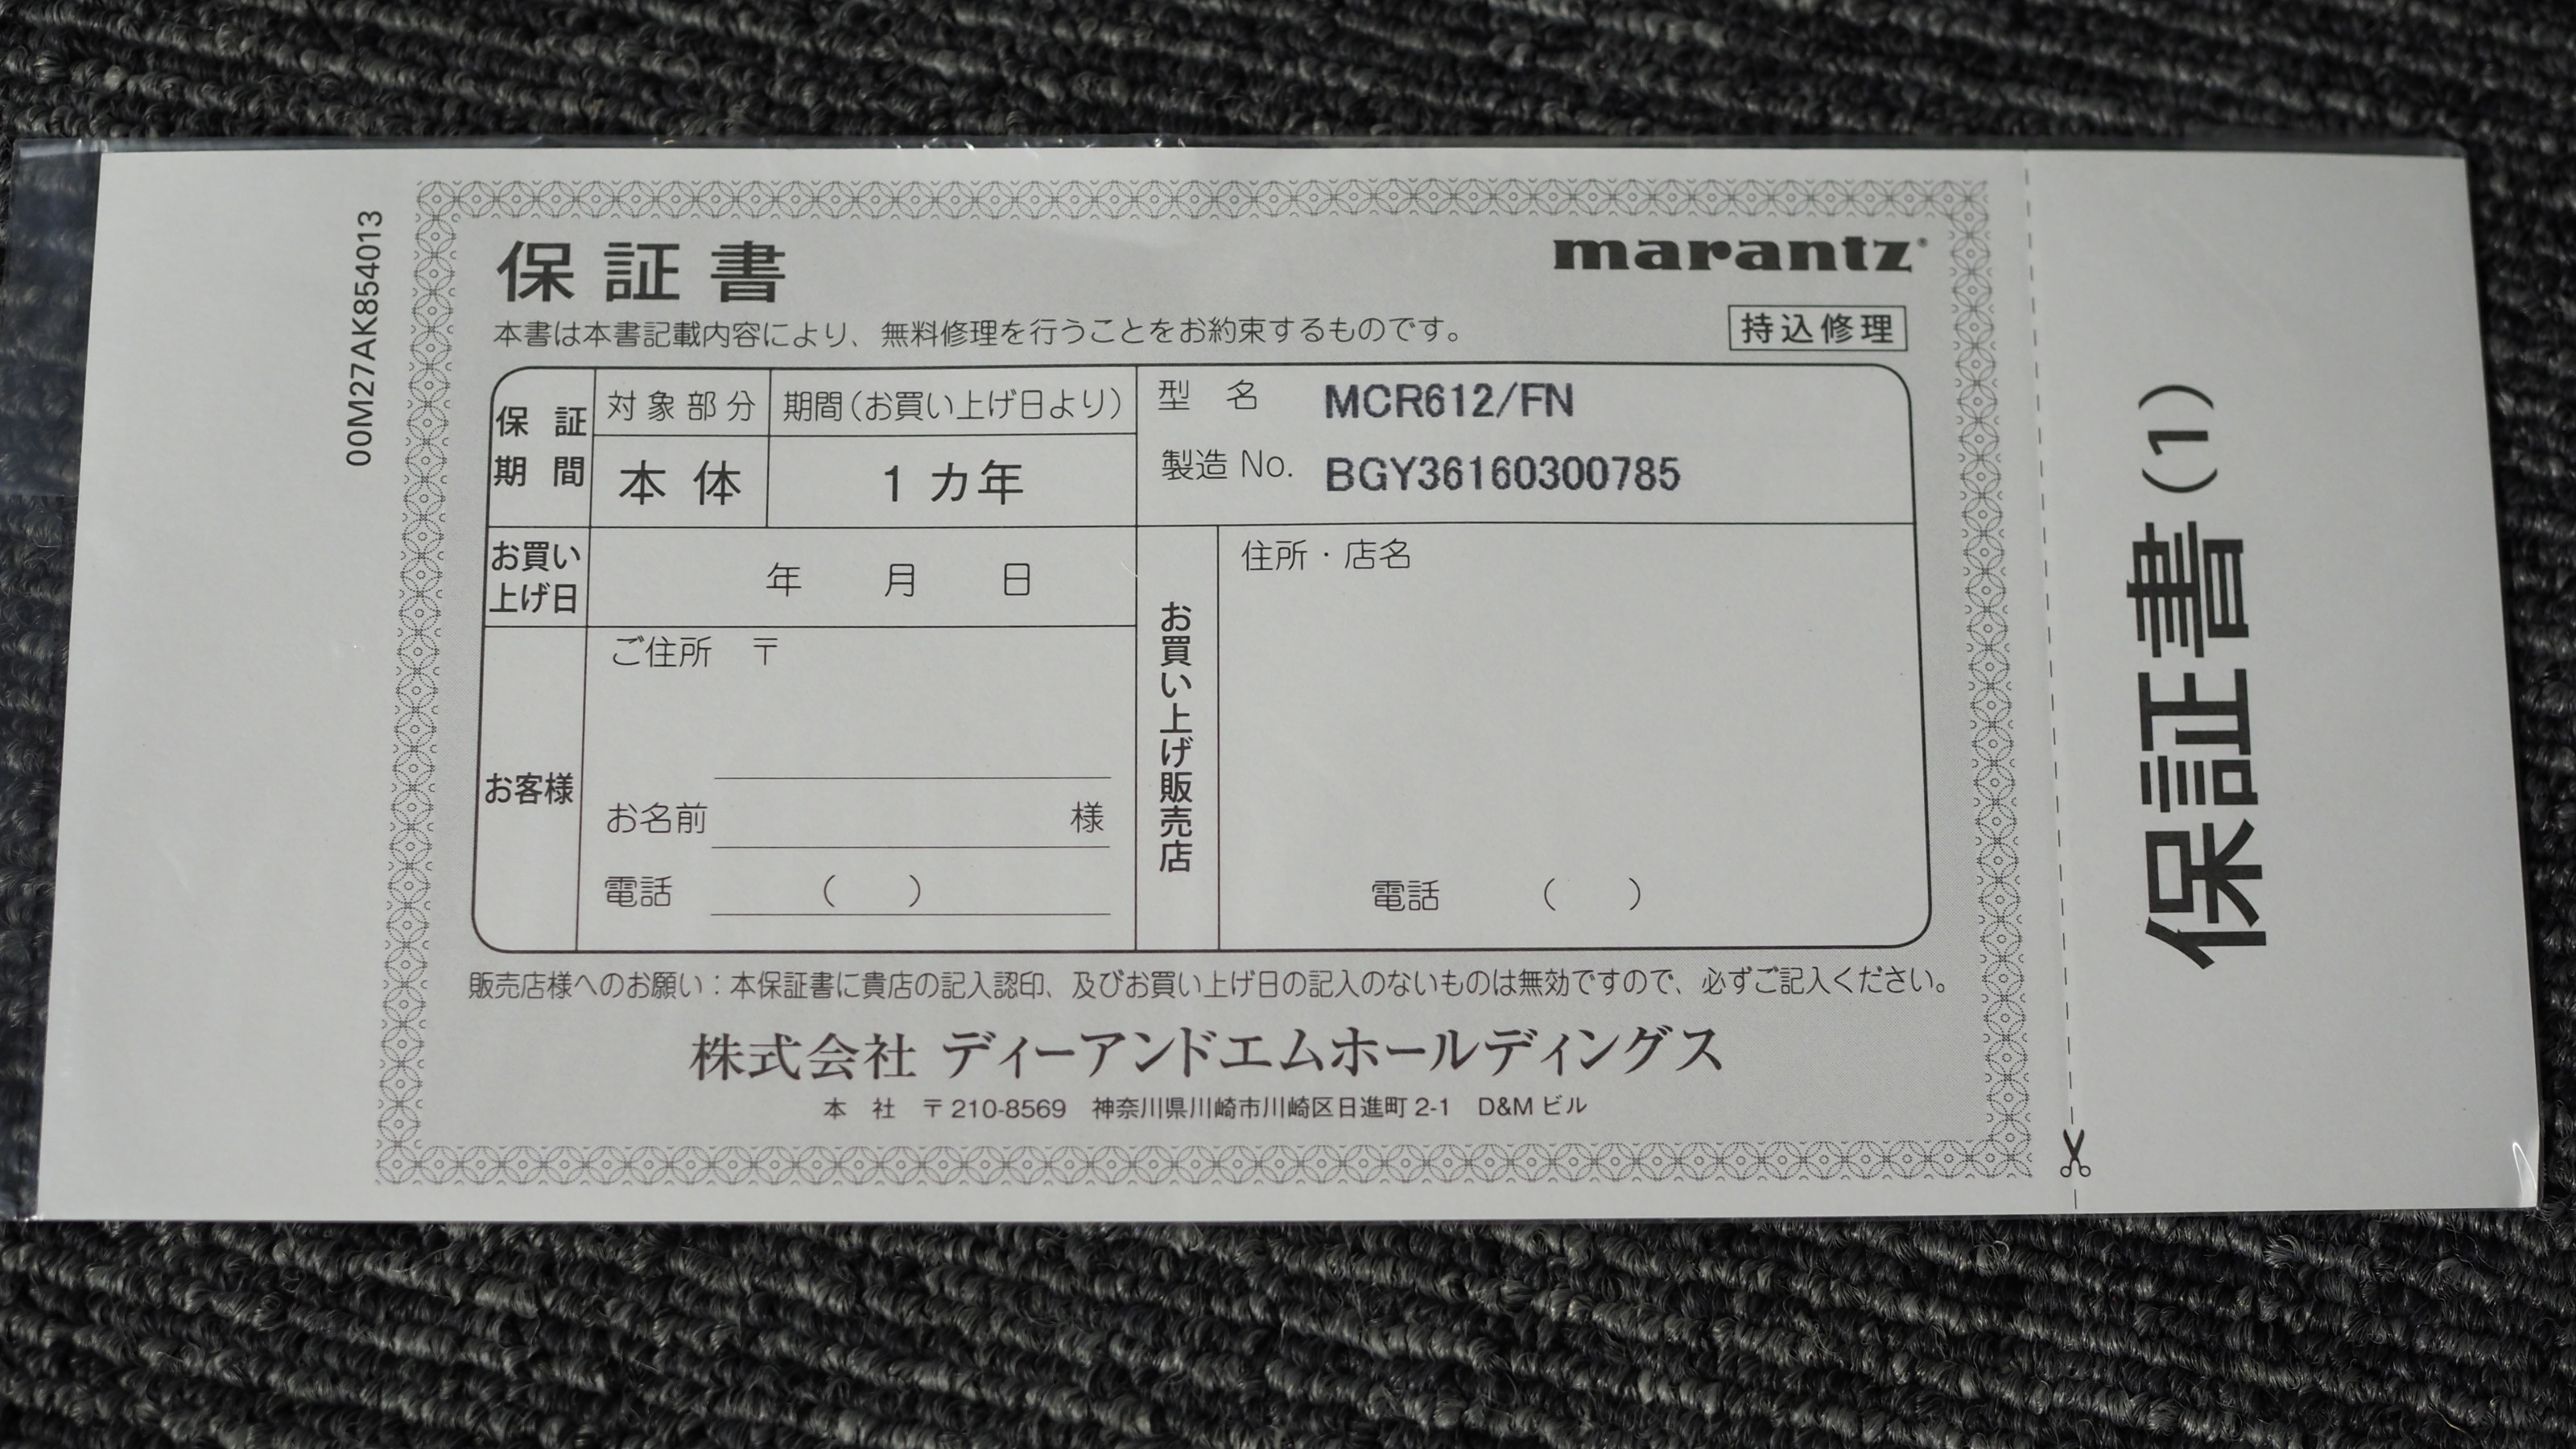 00M27AK854013
保証書
marantz
本書は本書記載内容により、無料修理を行うことをお約束するものです。
持込修理
保証期間
対象部分
期間(お買い上げ日より)
本体
1カ年
型名 MCR612/FN
製造 No. BGY36160300785
お買い上げ日
年 月 日
お客様
ご住所 〒
お名前 様
電話 ( )
お買い上げ販売店
住所・店名
電話 ( )
販売店様へのお願い:本保証書に貴店の記入認印、及びお買い上げ日の記入のないものは無効ですので、必ずご記入ください。
株式会社 ディーアンドエムホールディングス
本社 〒210-8569 神奈川県川崎市川崎区日進町 2-1 D&M ビル
保証書(1)